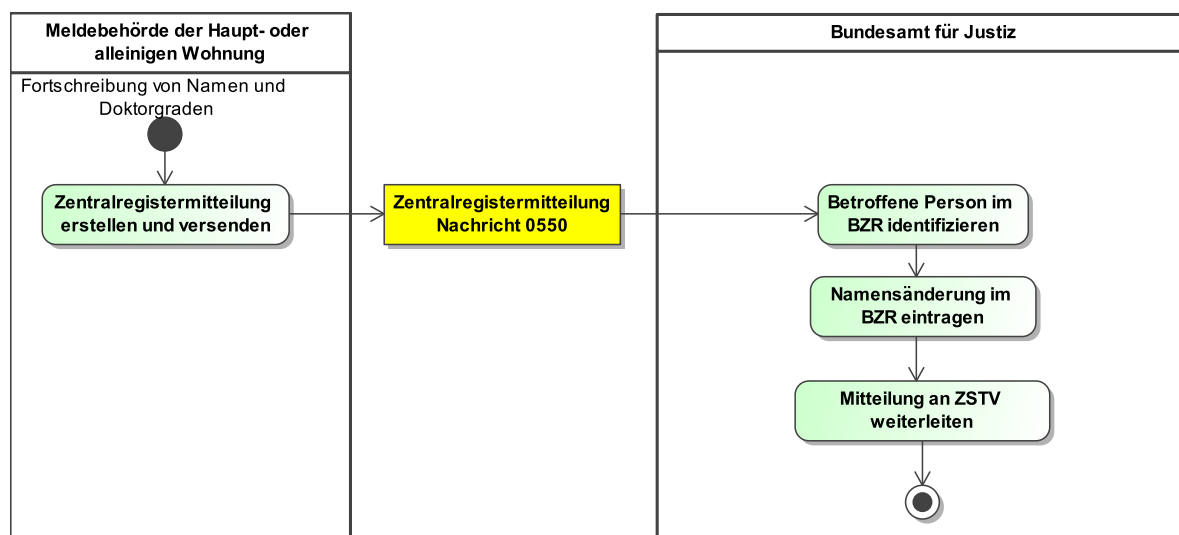 Meldebehörde der Haupt- oder
alleinigen Wohnung
Bundesamt für Justiz
Fortschreibung von Namen und
Doktorgraden
Zentralregistermitteilung
erstellen und versenden
Zentralregistermitteilung
Nachricht 0550
Betroffene Person im
BZR identifizieren
Namensänderung im
BZR eintragen
Mitteilung an ZSTV
weiterleiten